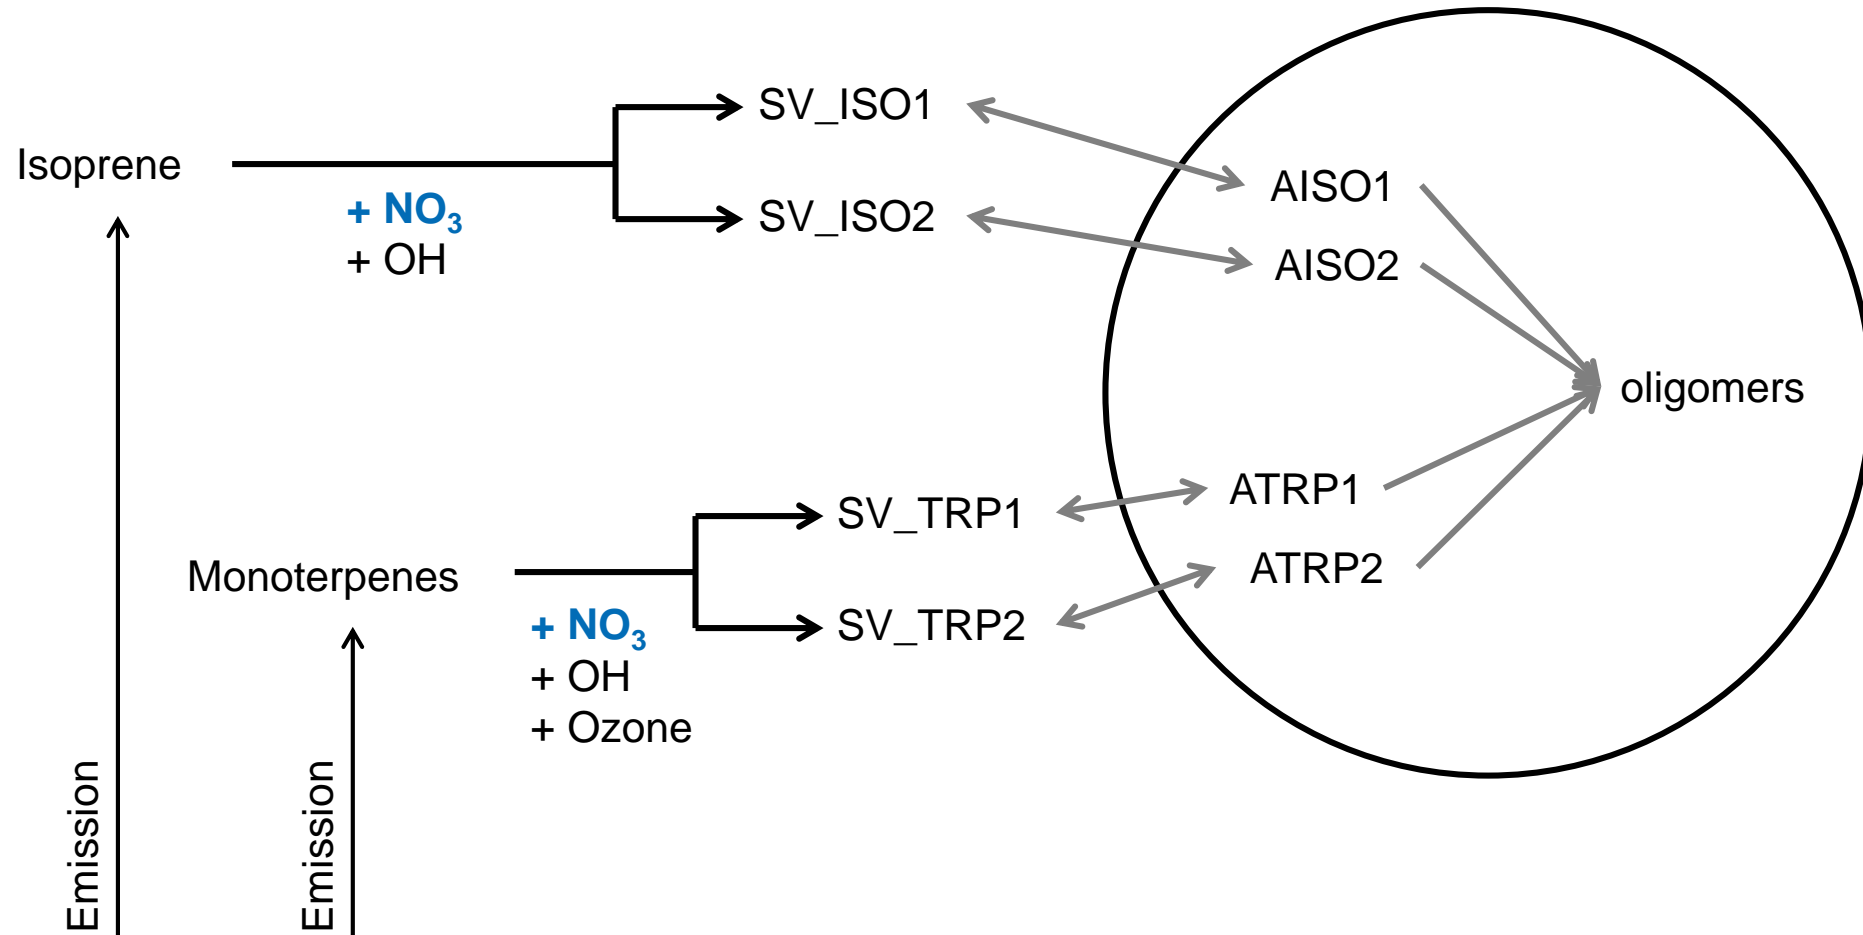 Isoprene
+ NO₃
+ OH
SV_ISO1
SV_ISO2
AISO1
AISO2
oligomers
Monoterpenes
+ NO₃
+ OH
+ Ozone
SV_TRP1
SV_TRP2
ATRP1
ATRP2
Emission
Emission